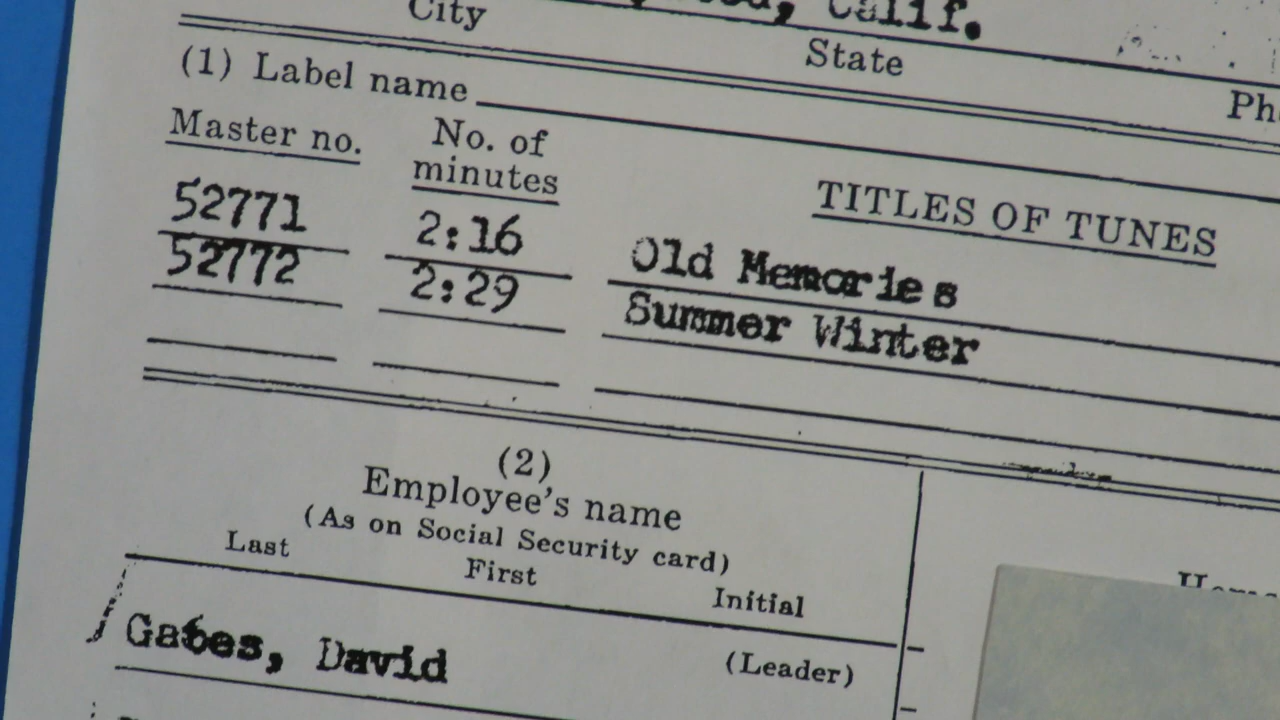 Calif.
City State
(1) Label name
Master no. No. of minutes TITLES OF TUNES
52771 2:16 Old Memories
52772 2:29 Summer Winter
(2)
Employee's name
(As on Social Security card)
Last First Initial
Gates, David (Leader)